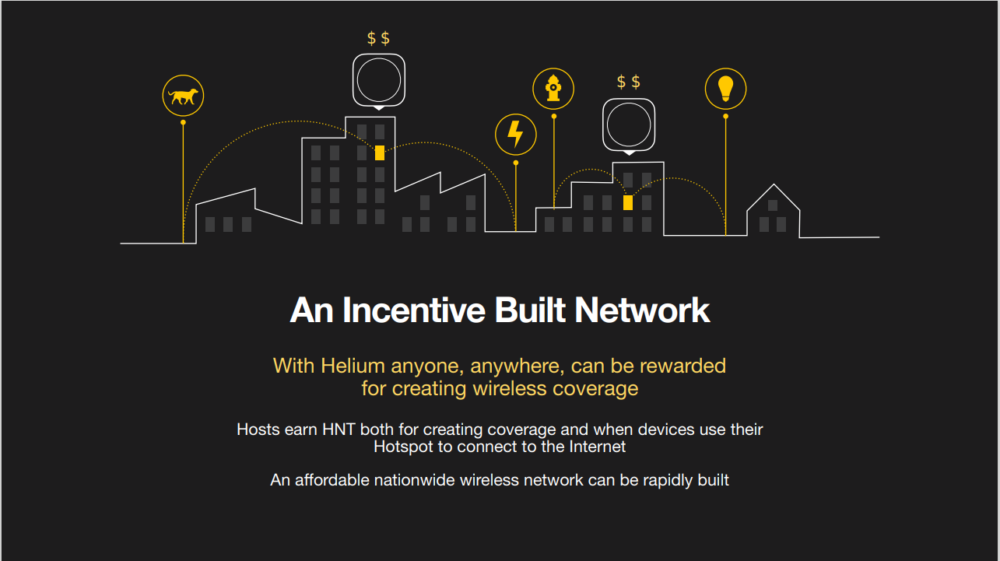 $ $
$ $
An Incentive Built Network
With Helium anyone, anywhere, can be rewarded
for creating wireless coverage
Hosts earn HNT both for creating coverage and when devices use their
Hotspot to connect to the Internet
An affordable nationwide wireless network can be rapidly built